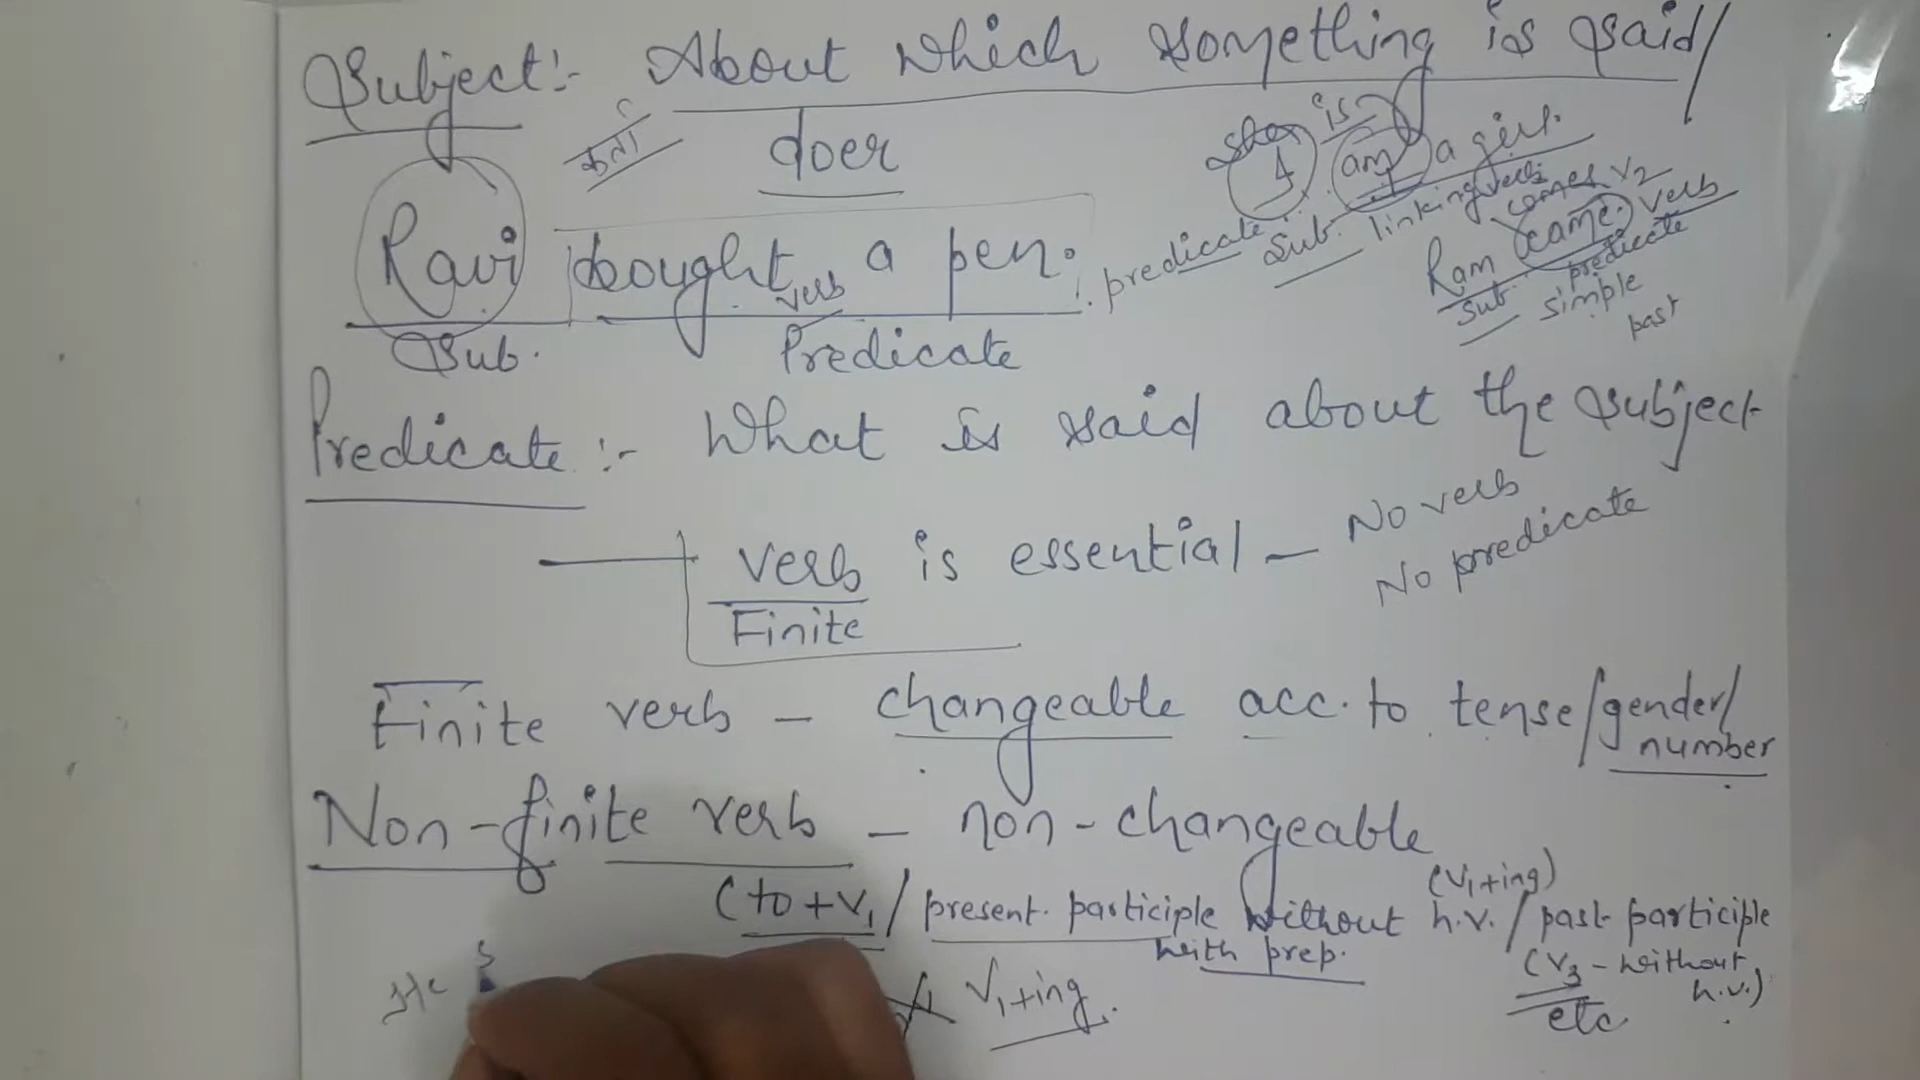 Subject:- About which something is said/
कर्ता doer
She is
I am a girl.
Sub. linking verb
predicate
Ravi bought a pen.
verb
Sub. Predicate
comes V2
Ram came. verb
Sub. predicate
simple
past
Predicate:- What is said about the subject
verb is essential - No verb
No predicate
Finite
Finite verb - changeable acc. to tense/gender/
number
Non-finite verb - non-changeable
(V1+ing)
(to+V1/present participle without h.v./past participle
with prep.
(V3-without
h.v.)
etc
He
V1+ing.